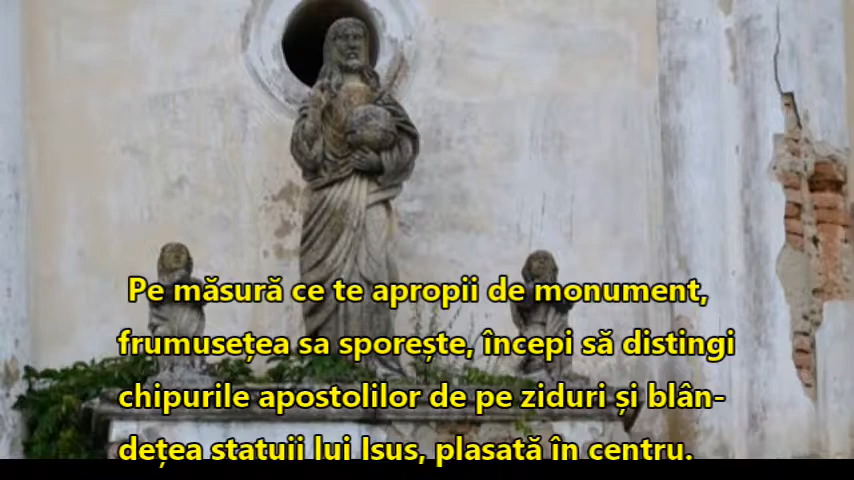 Pe măsură ce te apropii de monument,
frumusețea sa sporește, începi să distingi
chipurile apostolilor de pe ziduri și blân-
dețea statuii lui Isus, plasată în centru.